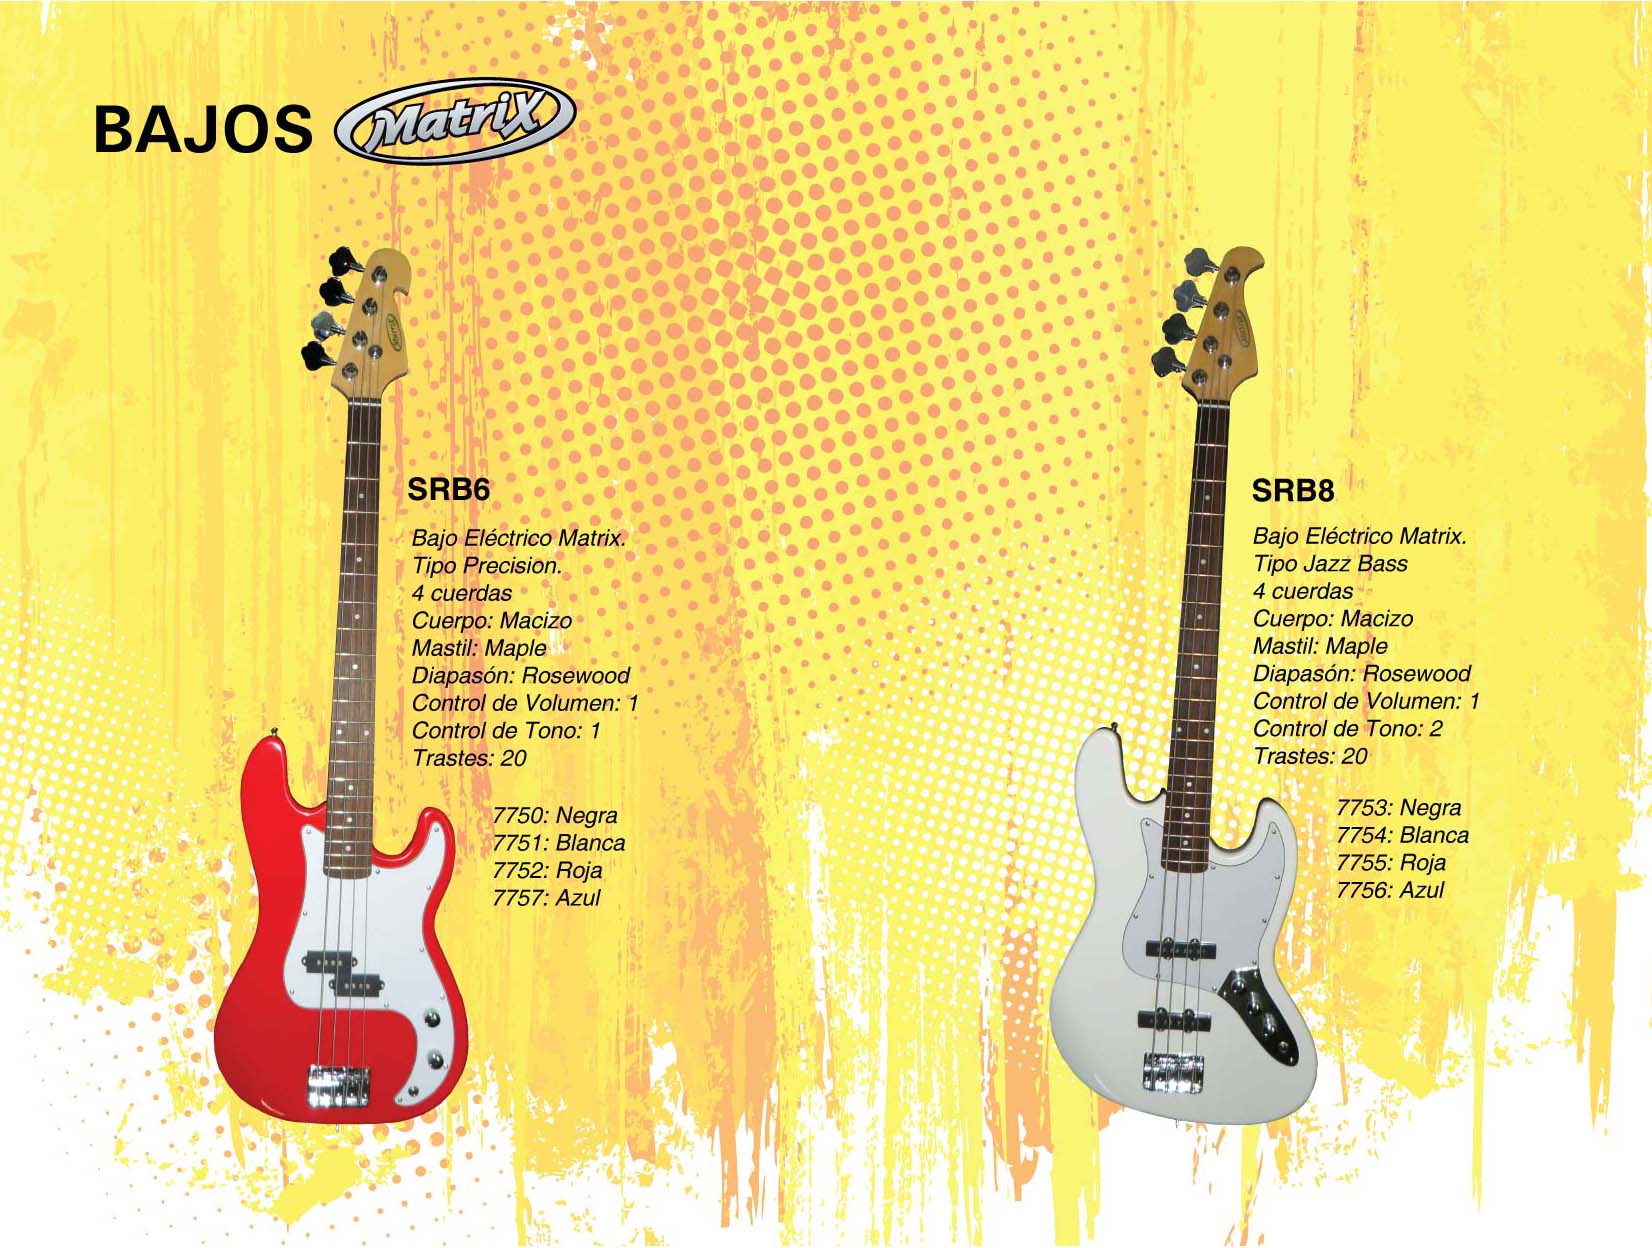 BAJOS MatriX
SRB6
Bajo Eléctrico Matrix.
Tipo Precision.
4 cuerdas
Cuerpo: Macizo
Mastil: Maple
Diapasón: Rosewood
Control de Volumen: 1
Control de Tono: 1
Trastes: 20
7750: Negra
7751: Blanca
7752: Roja
7757: Azul
SRB8
Bajo Eléctrico Matrix.
Tipo Jazz Bass
4 cuerdas
Cuerpo: Macizo
Mastil: Maple
Diapasón: Rosewood
Control de Volumen: 1
Control de Tono: 2
Trastes: 20
7753: Negra
7754: Blanca
7755: Roja
7756: Azul
MatriX
MatriX